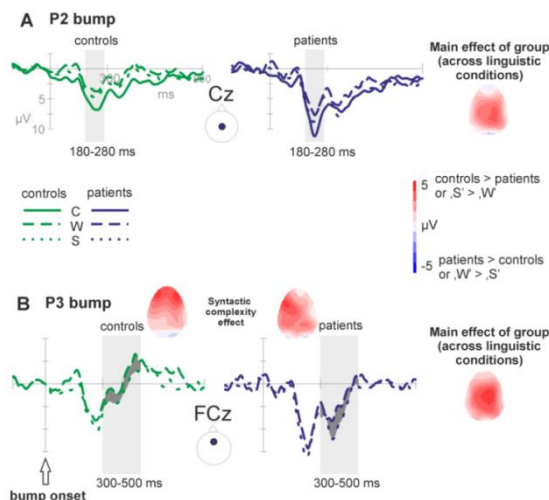 A P2 bump
controls
patients
Main effect of group
(across linguistic
conditions)
ms
5
µV
10
Cz
180-280 ms
180-280 ms
controls patients
C
W
S
5
controls > patients
or ‚S' > ‚W'
µV
patients > controls
or ‚W' > ‚S'
-5
B P3 bump
Syntactic
complexity
effect
controls
patients
Main effect of group
(across linguistic
conditions)
FCz
300-500 ms
300-500 ms
bump onset